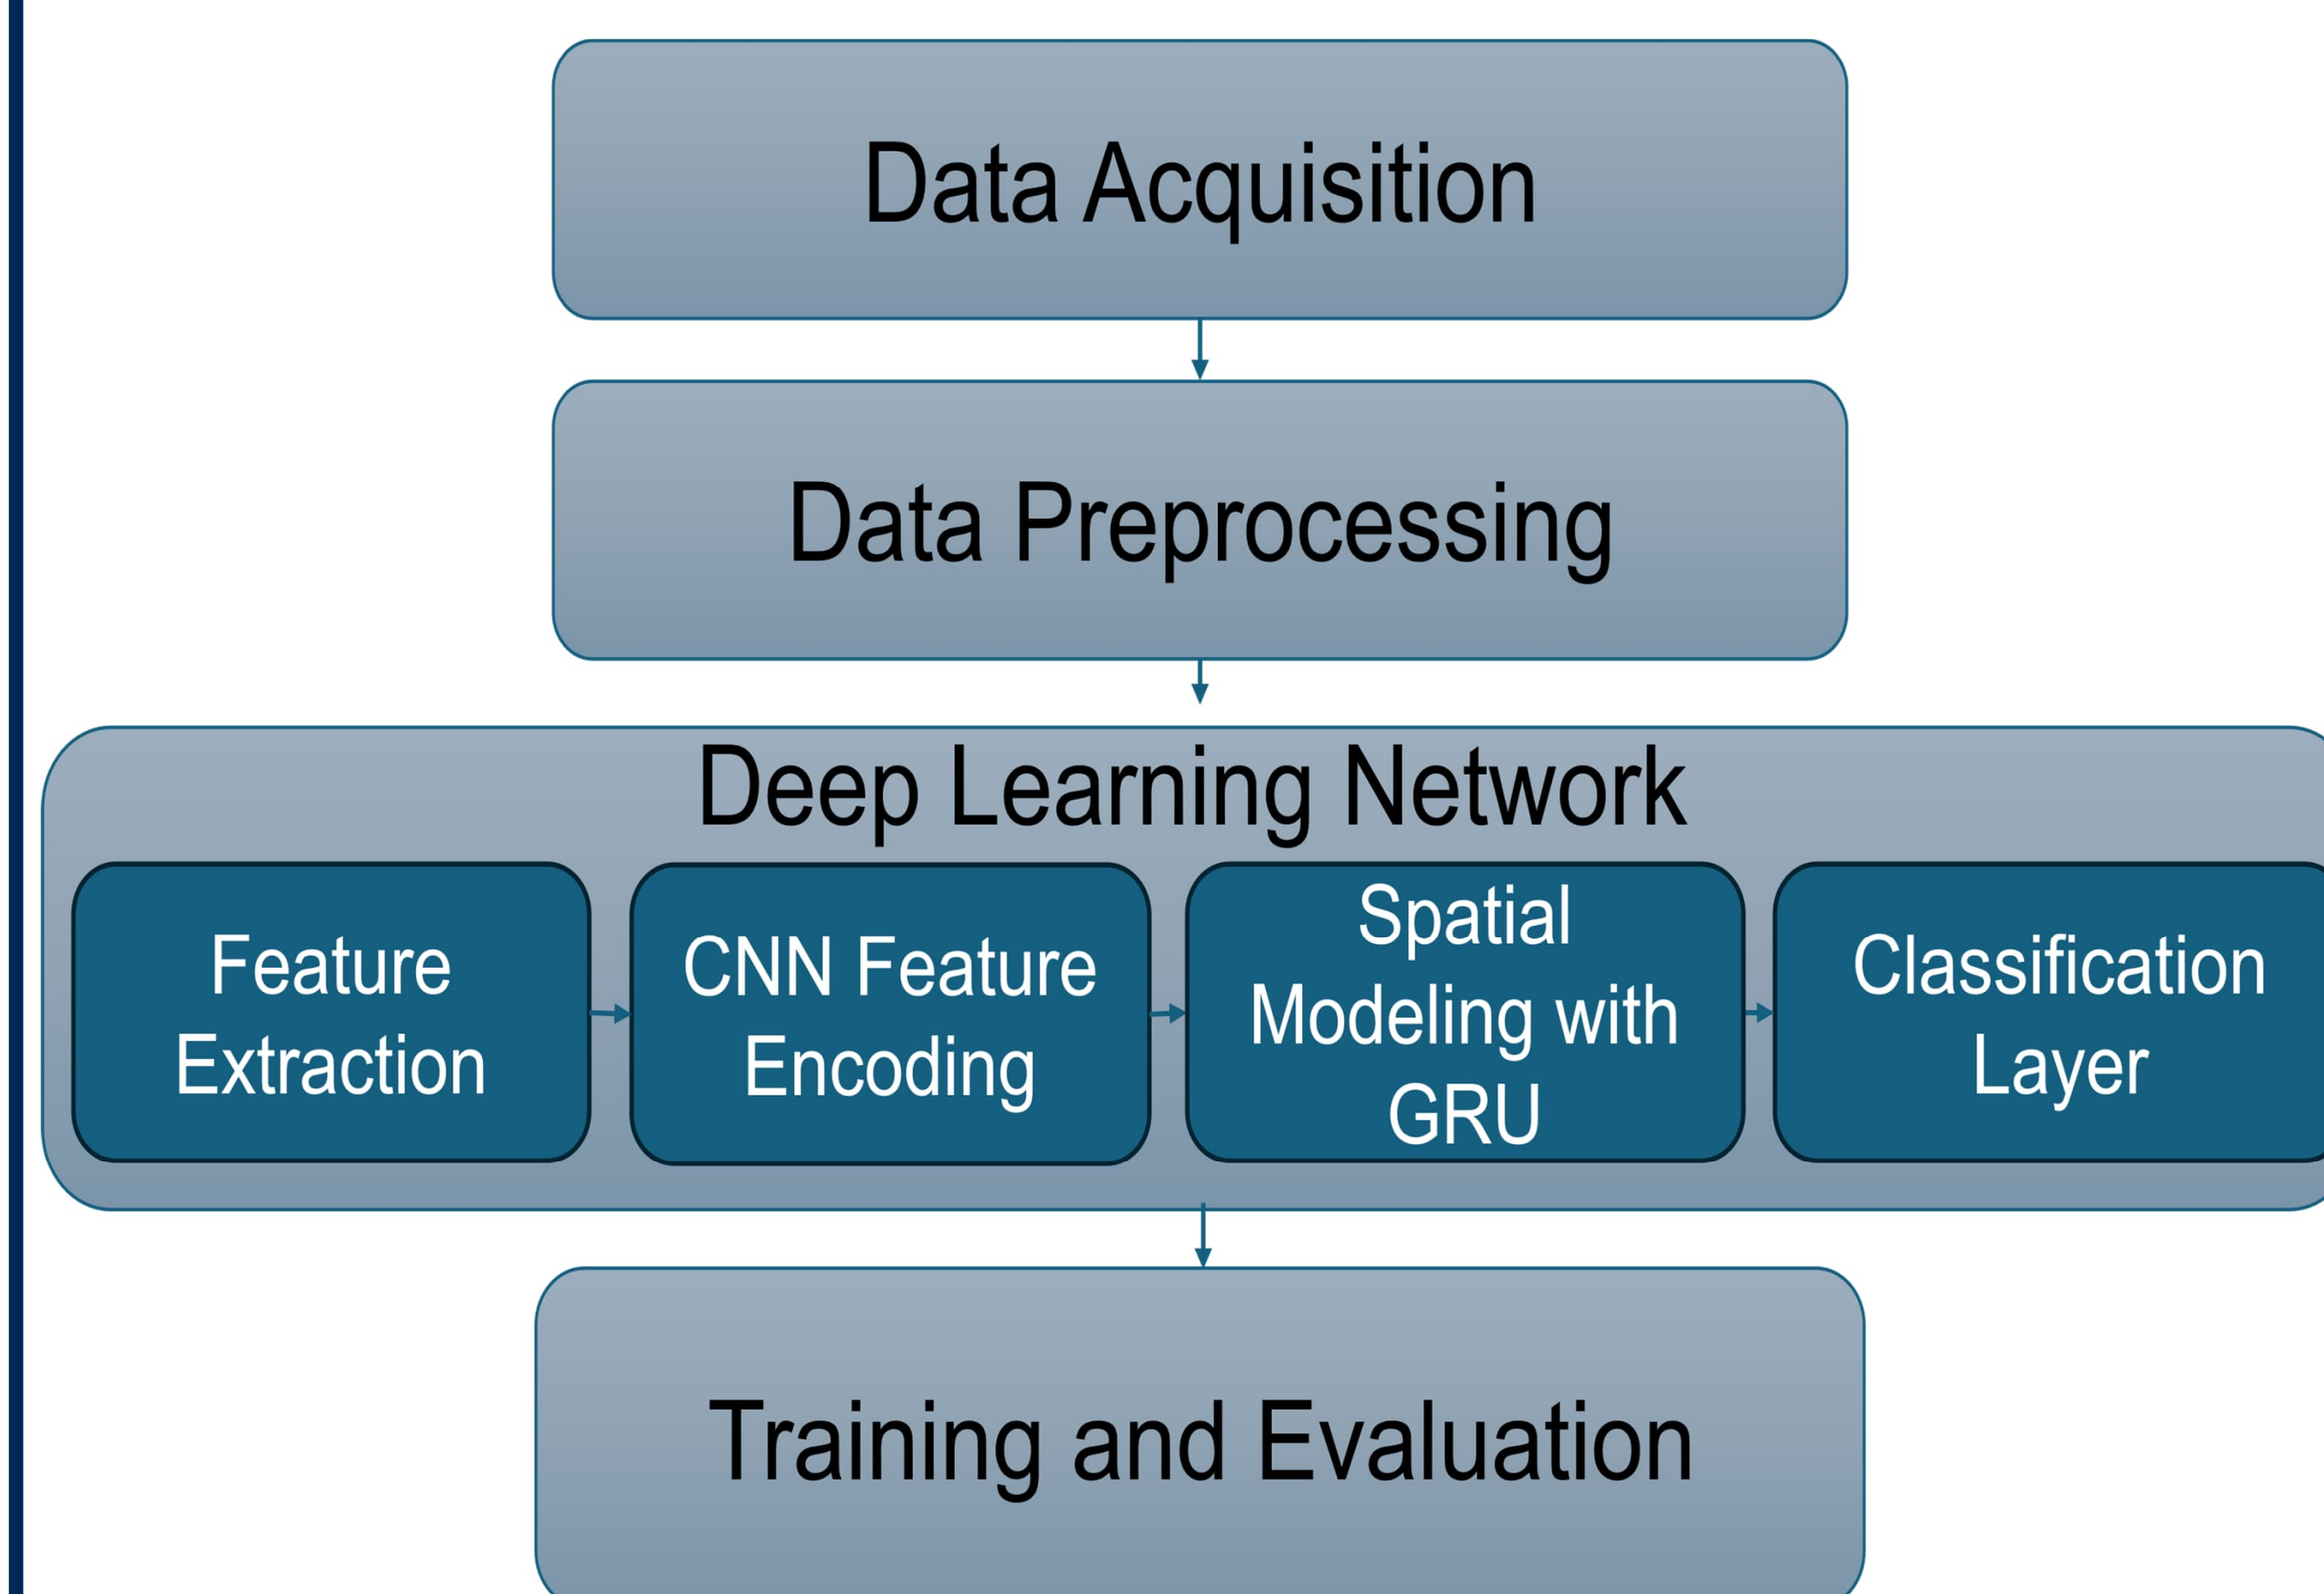 Data Acquisition
Data Preprocessing
Deep Learning Network
Feature
Extraction
CNN Feature
Encoding
Spatial
Modeling with
GRU
Classification
Layer
Training and Evaluation